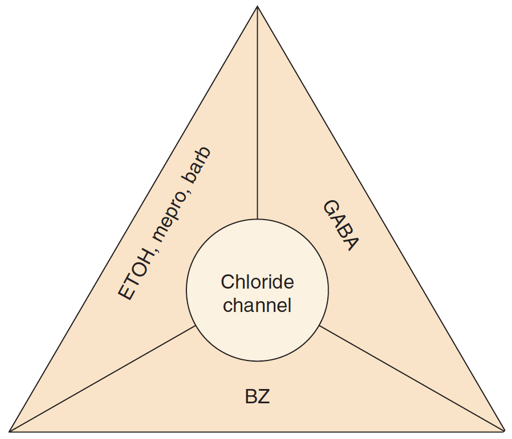 ETOH, mepro, barb
GABA
Chloride
channel
BZ